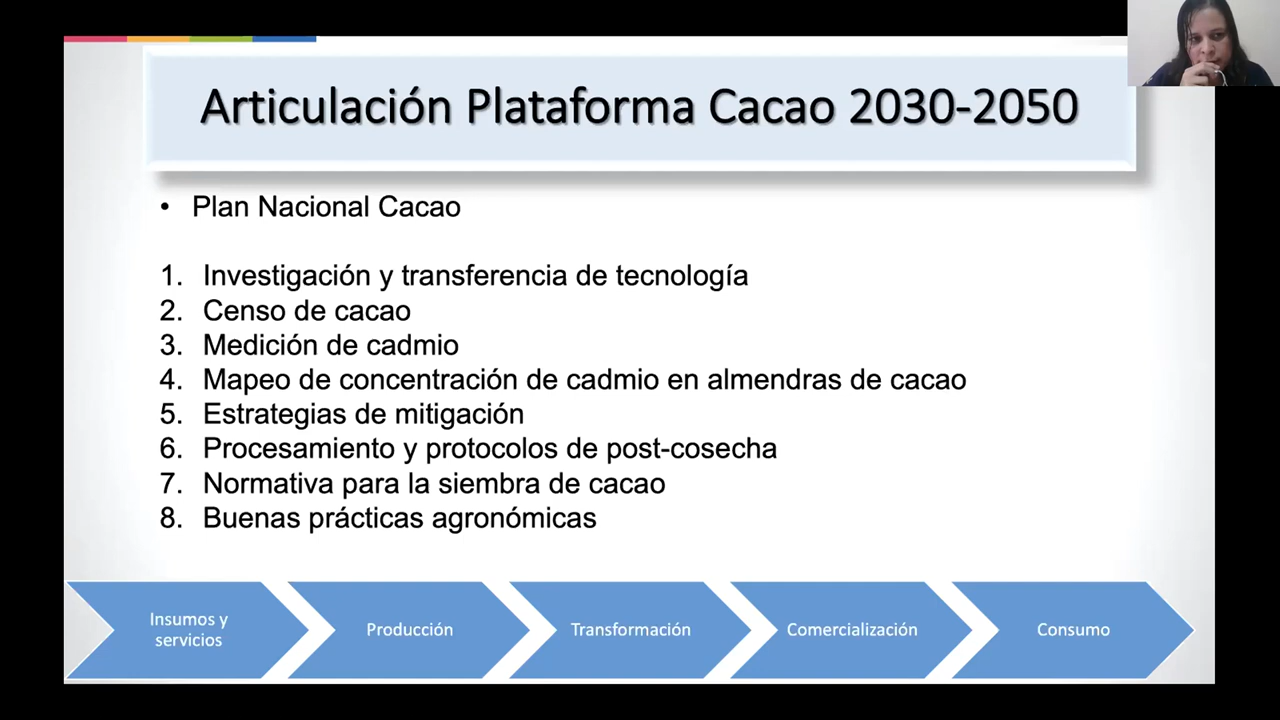 Articulación Plataforma Cacao 2030-2050
• Plan Nacional Cacao
1. Investigación y transferencia de tecnología
2. Censo de cacao
3. Medición de cadmio
4. Mapeo de concentración de cadmio en almendras de cacao
5. Estrategias de mitigación
6. Procesamiento y protocolos de post-cosecha
7. Normativa para la siembra de cacao
8. Buenas prácticas agronómicas
Insumos y
servicios
Producción
Transformación
Comercialización
Consumo